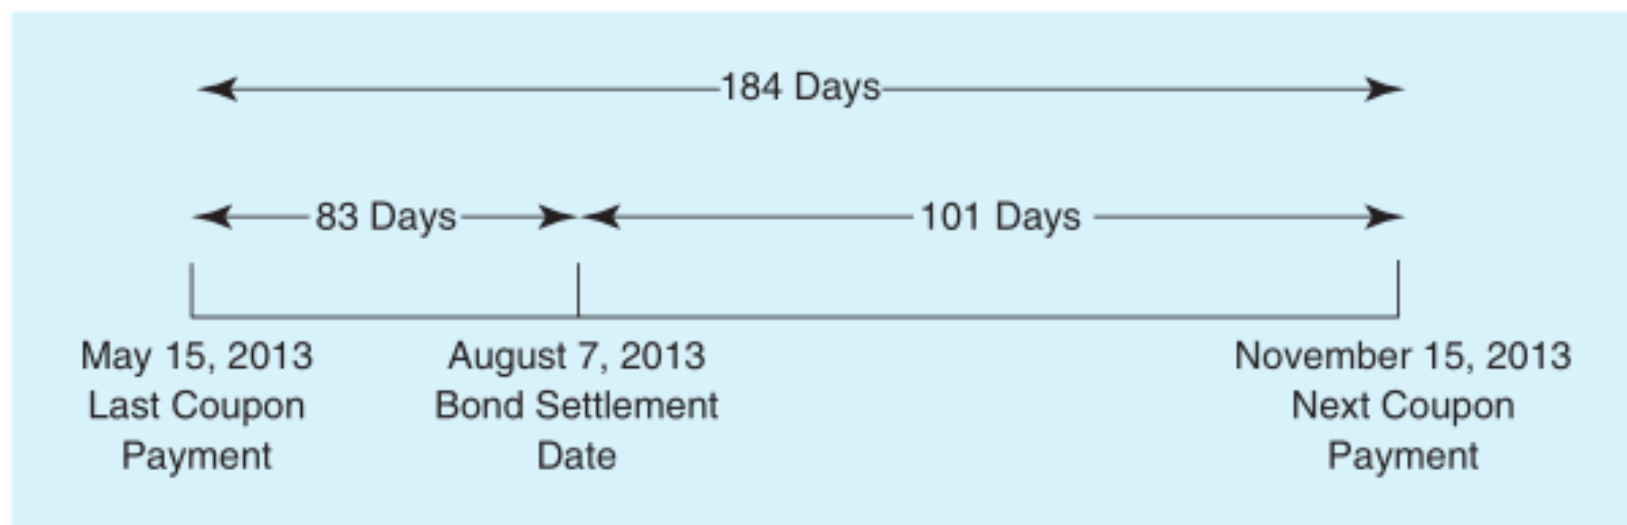 184 Days
83 Days
101 Days
May 15, 2013
Last Coupon
Payment
August 7, 2013
Bond Settlement
Date
November 15, 2013
Next Coupon
Payment